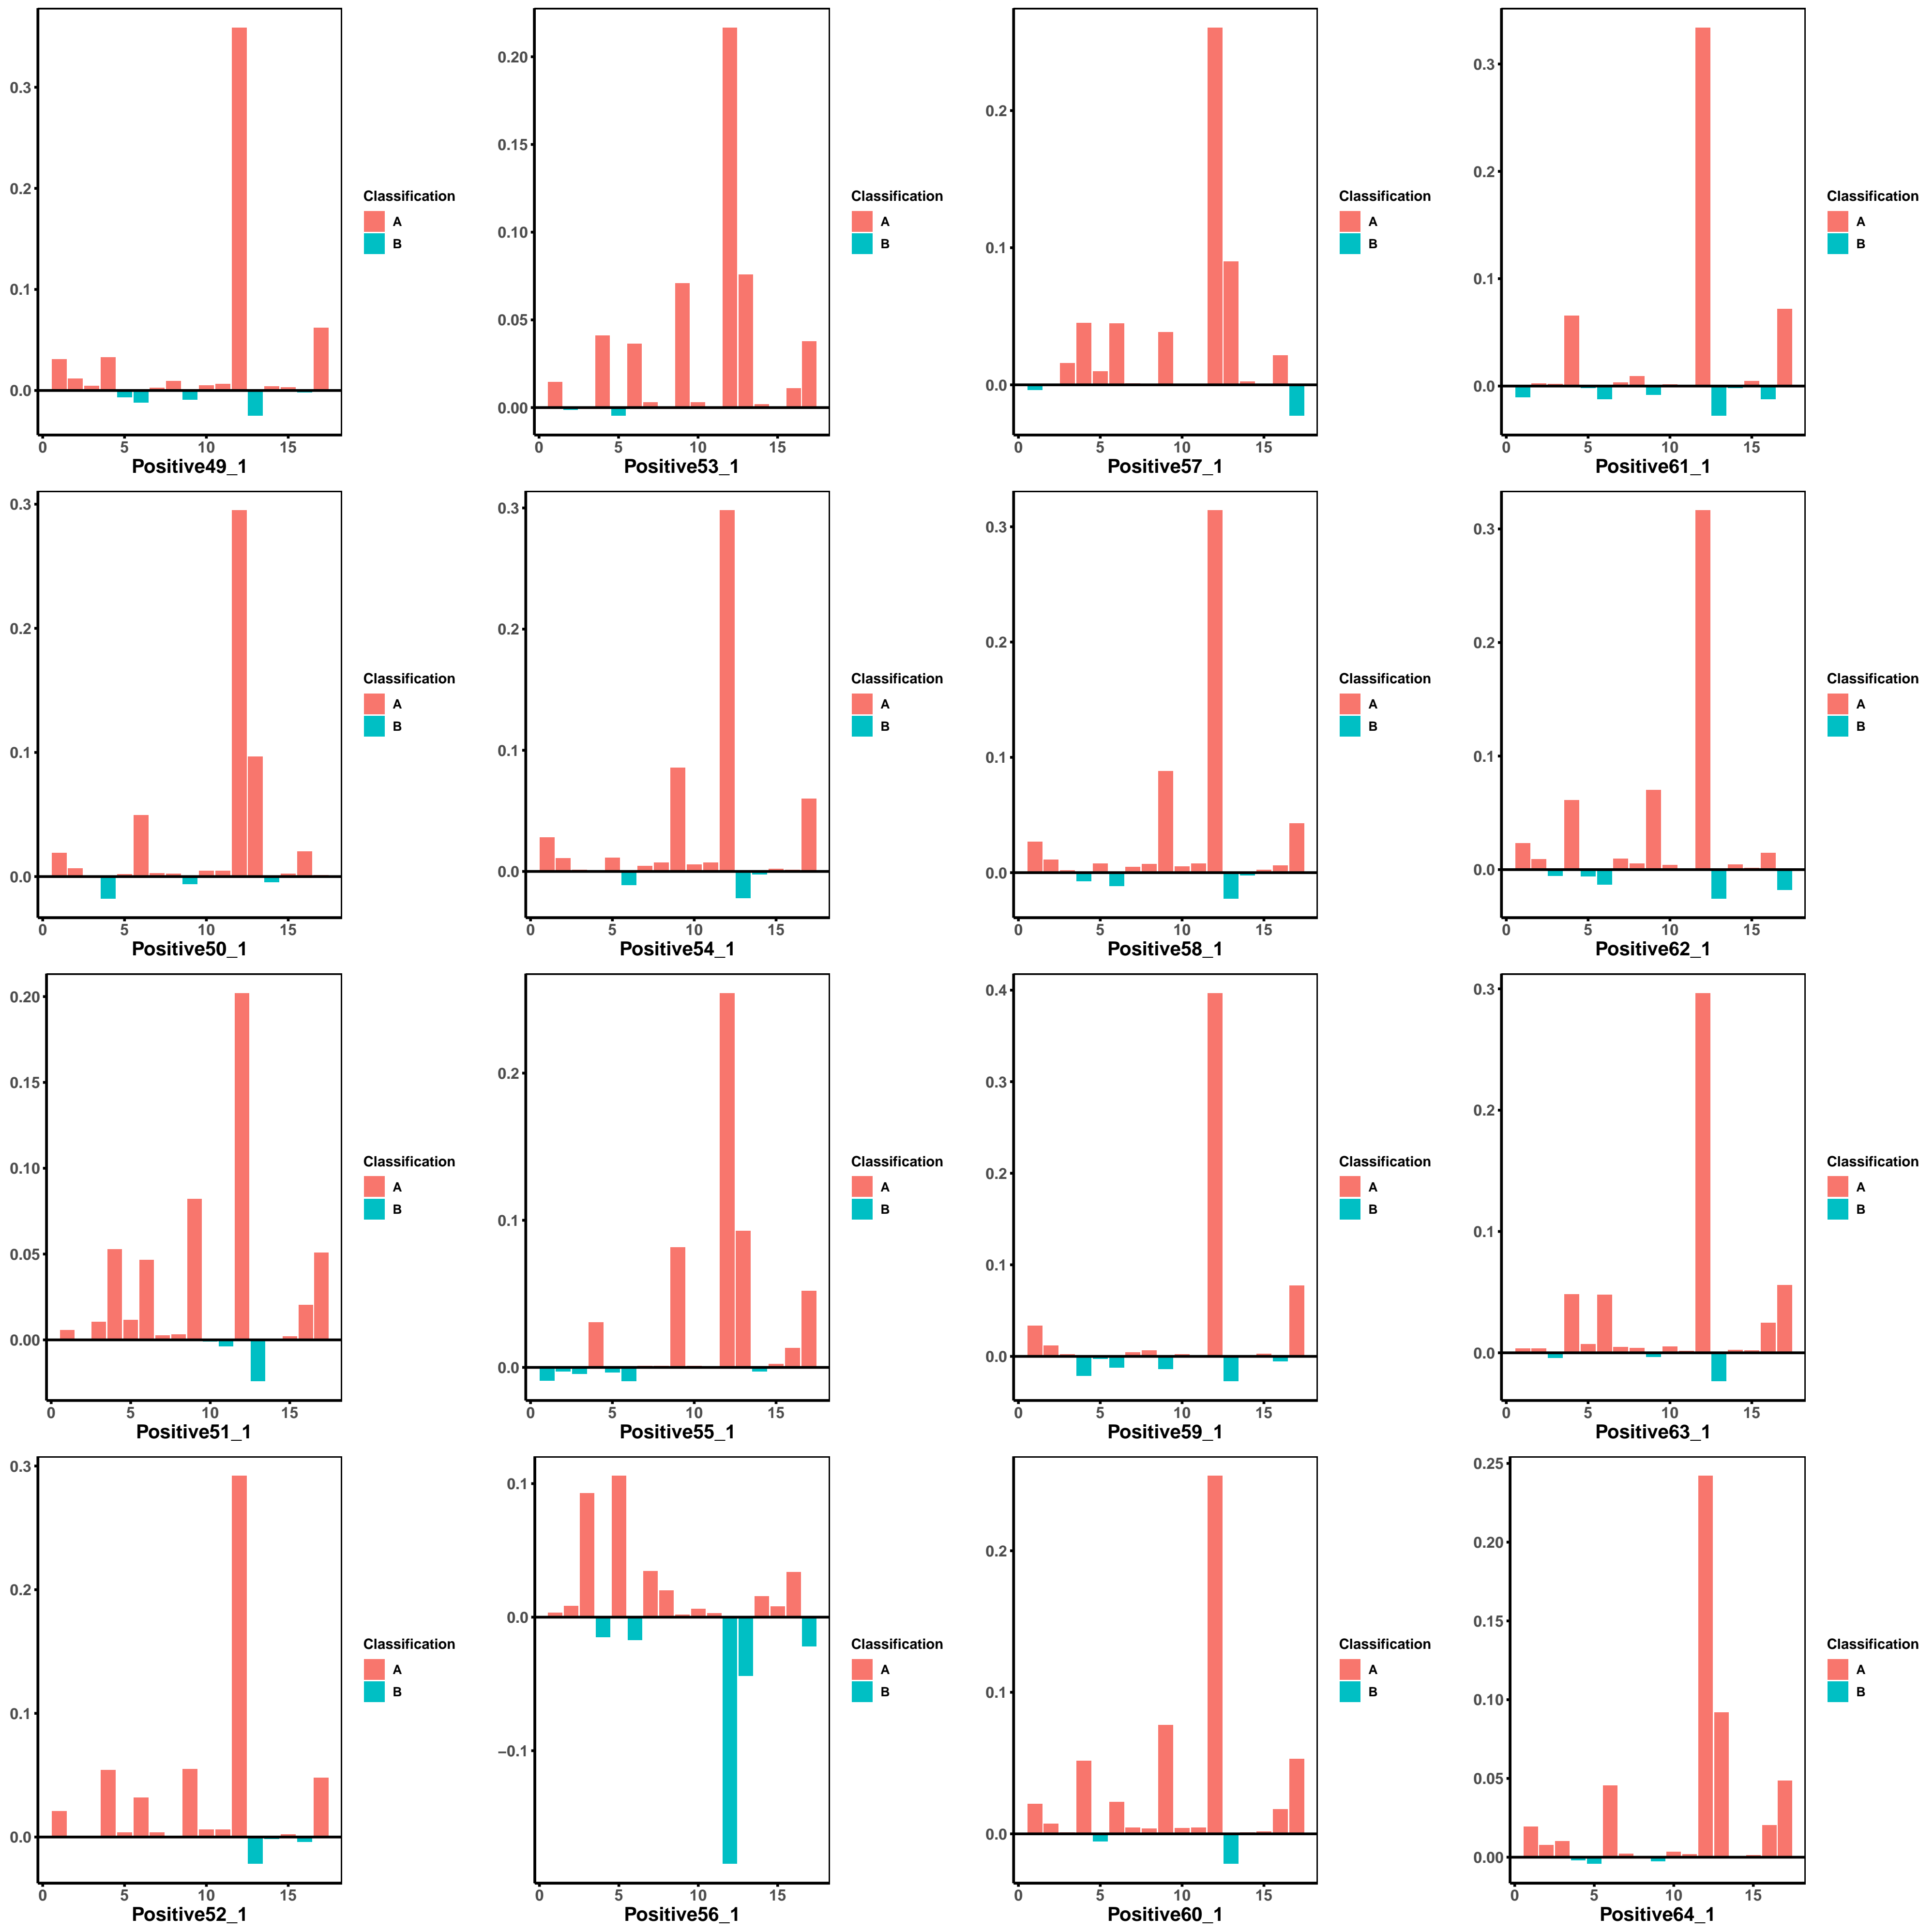 0.3
0.2
0.1
0.0
0 5 10 15
Positive49_1
Classification
A
B
0.20
0.15
0.10
0.05
0.00
0 5 10 15
Positive53_1
Classification
A
B
0.2
0.1
0.0
0 5 10 15
Positive57_1
Classification
A
B
0.3
0.2
0.1
0.0
0 5 10 15
Positive61_1
Classification
A
B
0.3
0.2
0.1
0.0
0 5 10 15
Positive50_1
Classification
A
B
0.3
0.2
0.1
0.0
0 5 10 15
Positive54_1
Classification
A
B
0.3
0.2
0.1
0.0
0 5 10 15
Positive58_1
Classification
A
B
0.3
0.2
0.1
0.0
0 5 10 15
Positive62_1
Classification
A
B
0.20
0.15
0.10
0.05
0.00
0 5 10 15
Positive51_1
Classification
A
B
0.2
0.1
0.0
0 5 10 15
Positive55_1
Classification
A
B
0.4
0.3
0.2
0.1
0.0
0 5 10 15
Positive59_1
Classification
A
B
0.3
0.2
0.1
0.0
0 5 10 15
Positive63_1
Classification
A
B
0.3
0.2
0.1
0.0
0 5 10 15
Positive52_1
Classification
A
B
0.1
0.0
−0.1
0 5 10 15
Positive56_1
Classification
A
B
0.2
0.1
0.0
0 5 10 15
Positive60_1
Classification
A
B
0.25
0.20
0.15
0.10
0.05
0.00
0 5 10 15
Positive64_1
Classification
A
B